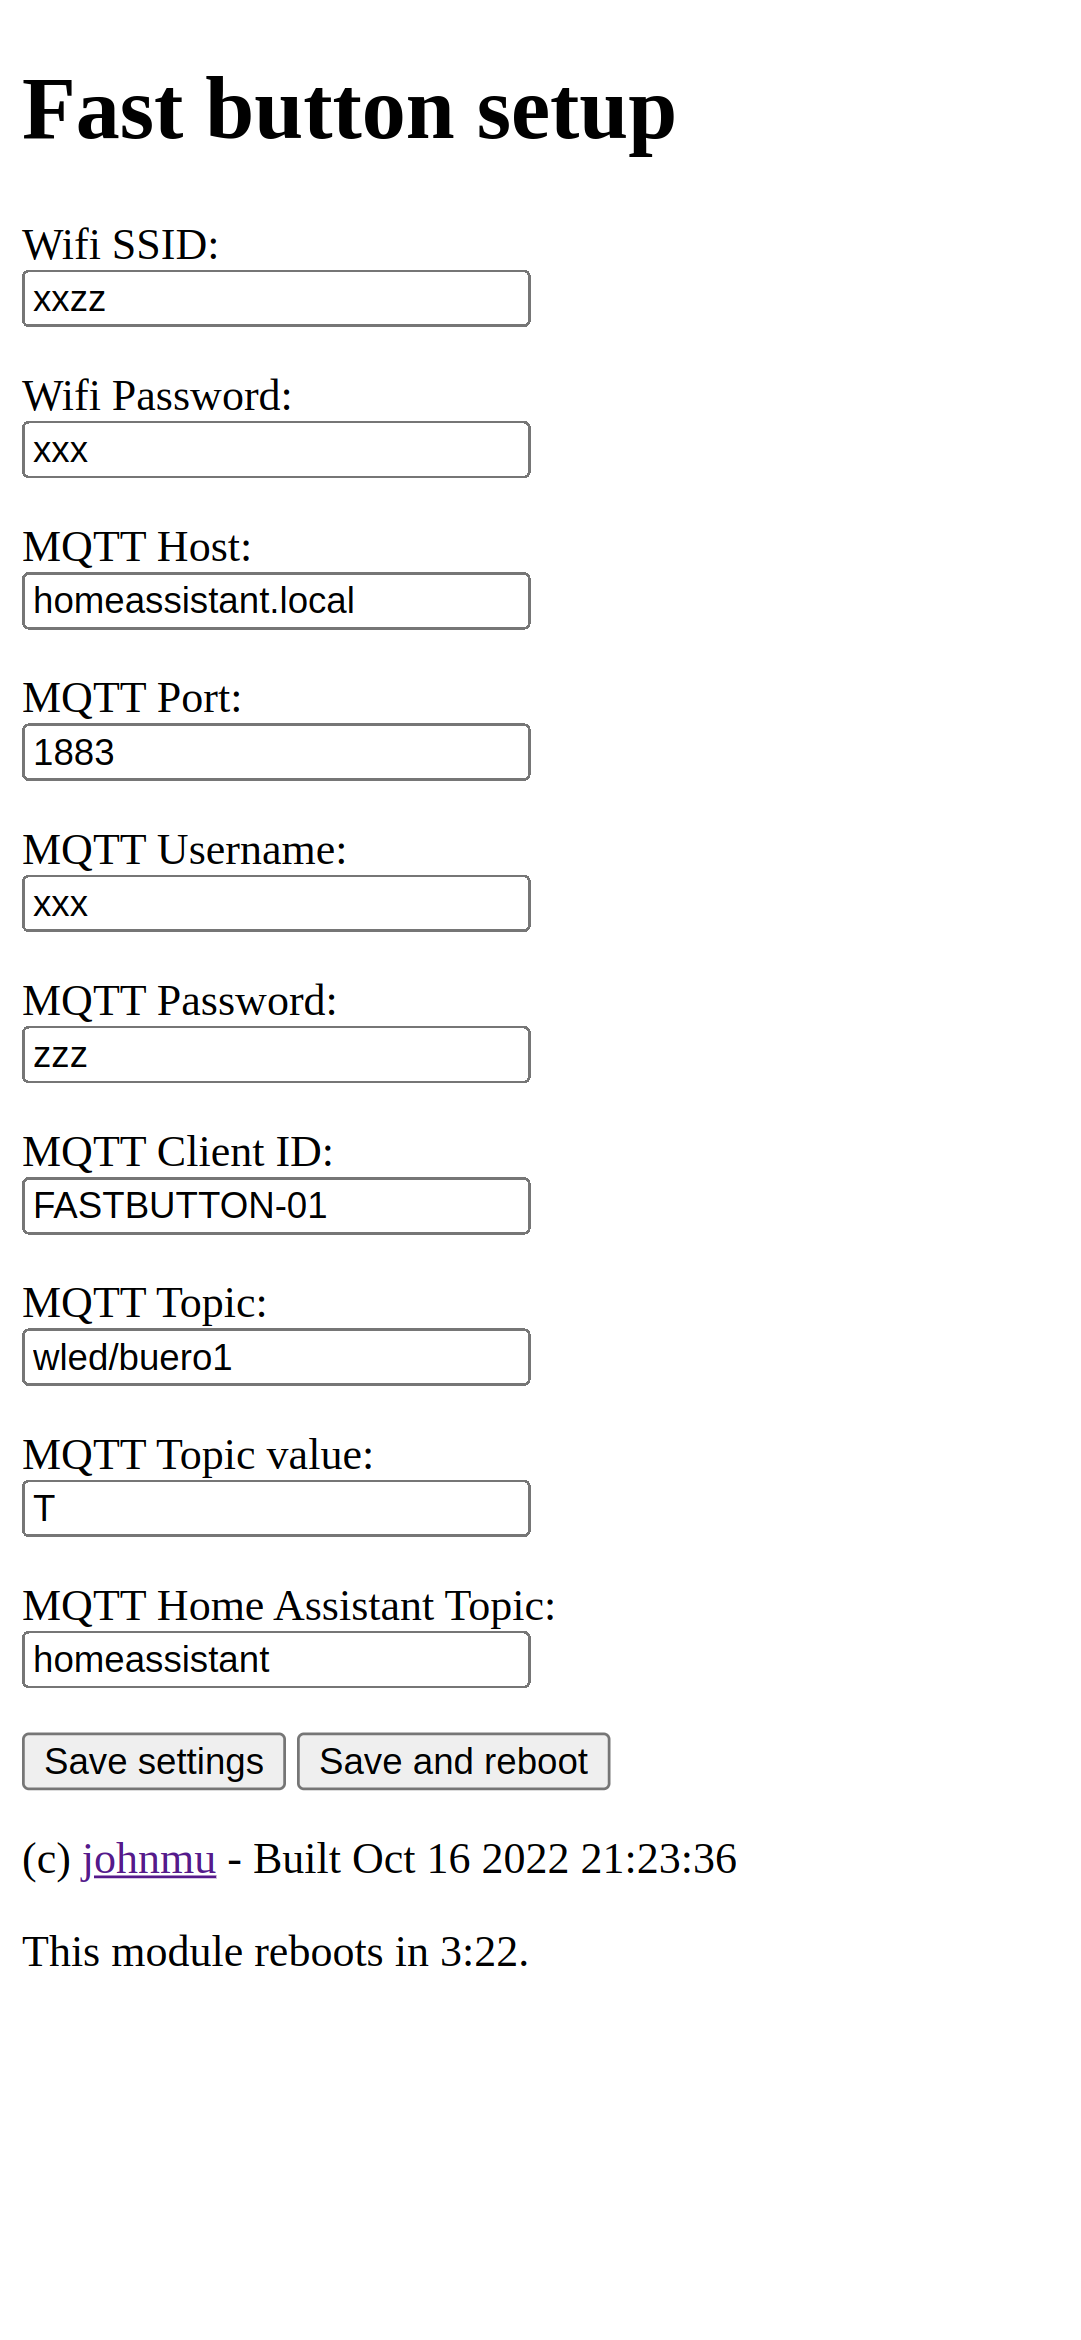 Fast button setup
Wifi SSID:
xxzz
Wifi Password:
xxx
MQTT Host:
homeassistant.local
MQTT Port:
1883
MQTT Username:
xxx
MQTT Password:
zzz
MQTT Client ID:
FASTBUTTON-01
MQTT Topic:
wled/buero1
MQTT Topic value:
T
MQTT Home Assistant Topic:
homeassistant
Save settings Save and reboot
(c) johnmu - Built Oct 16 2022 21:23:36
This module reboots in 3:22.